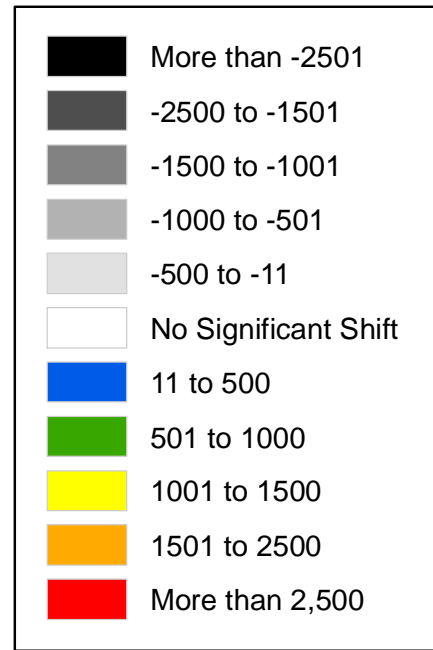 More than -2501
-2500 to -1501
-1500 to -1001
-1000 to -501
-500 to -11
No Significant Shift
11 to 500
501 to 1000
1001 to 1500
1501 to 2500
More than 2,500